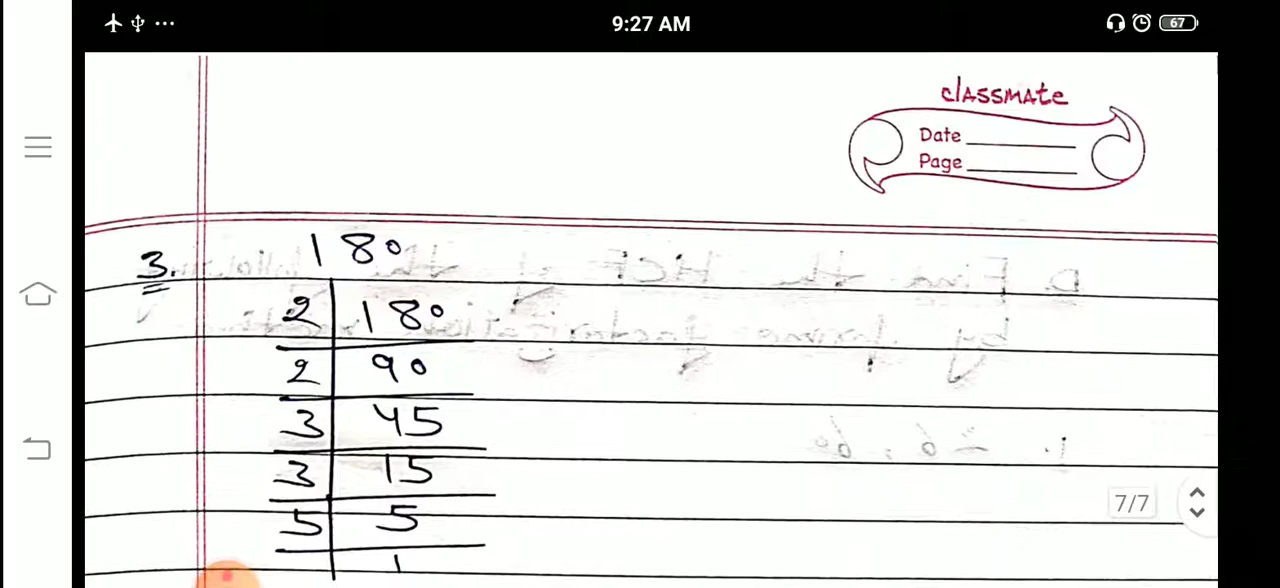 9:27 AM
67
classmate
Date
Page
3. 180
2 180
2 90
3 45
3 15
5 5
1
7/7